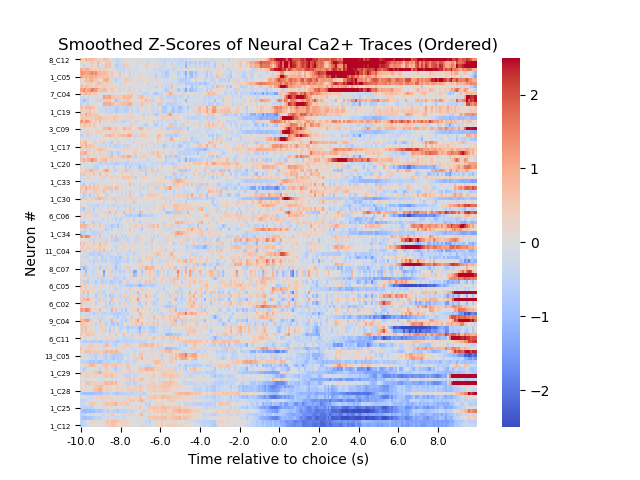 Smoothed Z-Scores of Neural Ca2+ Traces (Ordered)
Neuron #
8_C12
1_C05
7_C04
1_C19
3_C09
1_C17
1_C20
1_C33
1_C30
6_C06
1_C34
11_C04
8_C07
6_C05
6_C02
9_C04
6_C11
13_C05
1_C29
1_C28
1_C25
1_C12
-10.0 -8.0 -6.0 -4.0 -2.0 0.0 2.0 4.0 6.0 8.0
Time relative to choice (s)
2
1
0
−1
−2